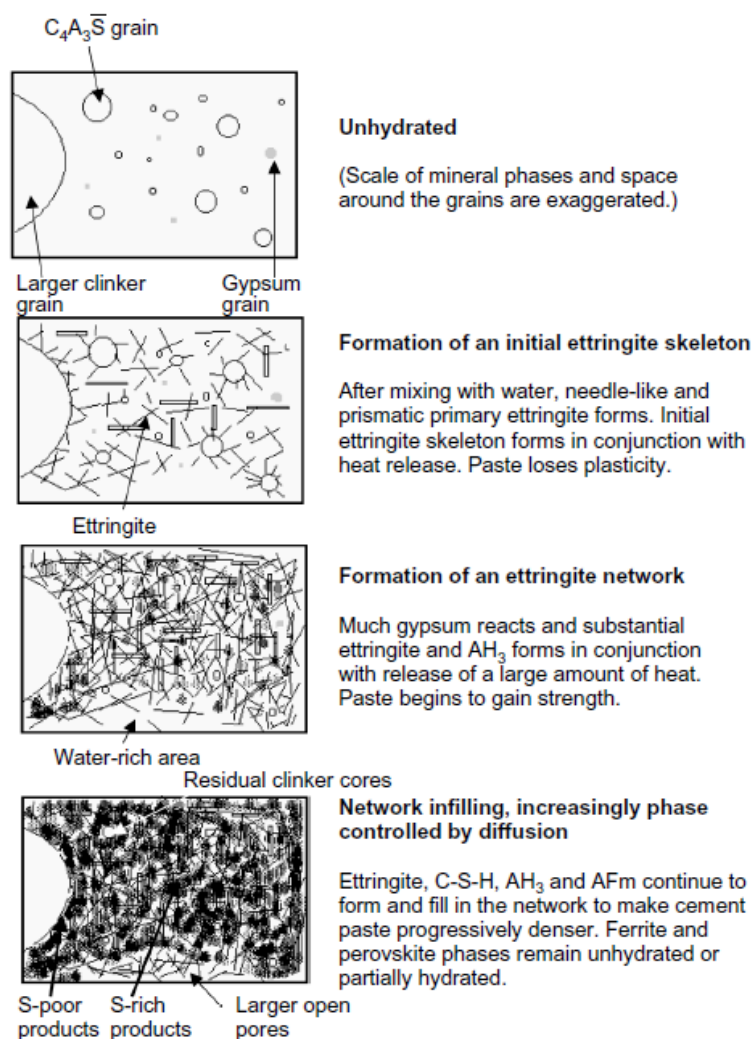 C₄A₃S̅ grain
Unhydrated
(Scale of mineral phases and space
around the grains are exaggerated.)
Larger clinker
grain
Gypsum
grain
Formation of an initial ettringite skeleton
After mixing with water, needle-like and
prismatic primary ettringite forms. Initial
ettringite skeleton forms in conjunction with
heat release. Paste loses plasticity.
Ettringite
Formation of an ettringite network
Much gypsum reacts and substantial
ettringite and AH₃ forms in conjunction
with release of a large amount of heat.
Paste begins to gain strength.
Water-rich area
Residual clinker cores
Network infilling, increasingly phase
controlled by diffusion
Ettringite, C-S-H, AH₃ and AFm continue to
form and fill in the network to make cement
paste progressively denser. Ferrite and
perovskite phases remain unhydrated or
partially hydrated.
S-poor
products
S-rich
products
Larger open
pores